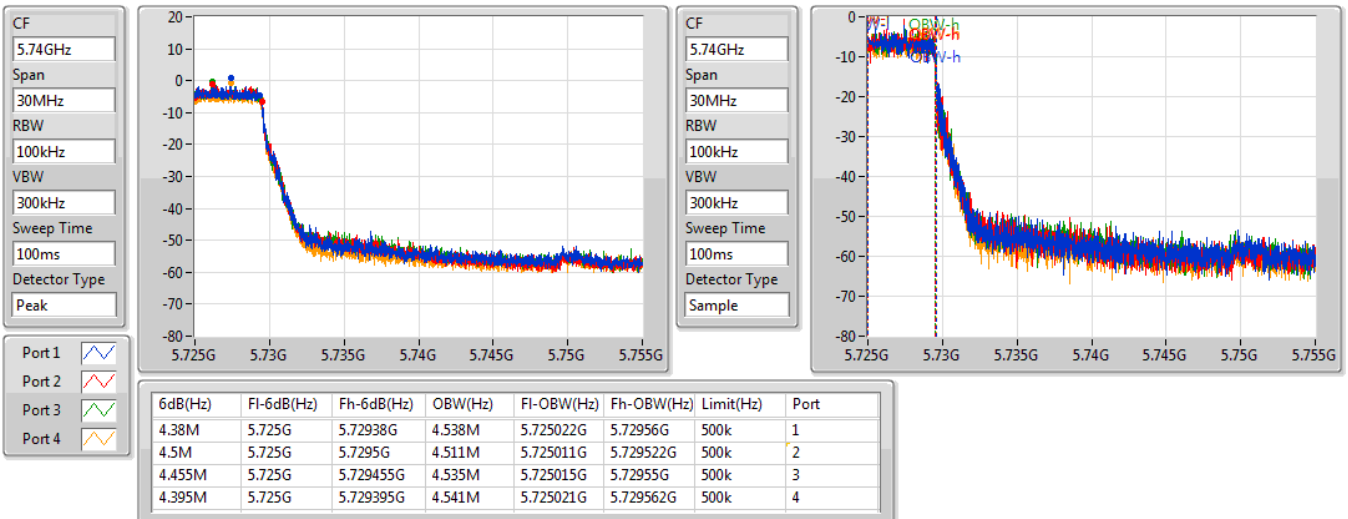 CF
5.74GHz
Span
30MHz
RBW
100kHz
VBW
300kHz
Sweep Time
100ms
Detector Type
Peak
20
10
0
-10
-20
-30
-40
-50
-60
-70
-80
5.725G 5.73G 5.735G 5.74G 5.745G 5.75G 5.755G
CF
5.74GHz
Span
30MHz
RBW
100kHz
VBW
300kHz
Sweep Time
100ms
Detector Type
Sample
0
-10
-20
-30
-40
-50
-60
-70
-80
OBW-h
OBW-h
OBW-h
5.725G 5.73G 5.735G 5.74G 5.745G 5.75G 5.755G
Port 1
Port 2
Port 3
Port 4
6dB(Hz) Fl-6dB(Hz) Fh-6dB(Hz) OBW(Hz) Fl-OBW(Hz) Fh-OBW(Hz) Limit(Hz) Port
4.38M 5.725G 5.72938G 4.538M 5.725022G 5.72956G 500k 1
4.5M 5.725G 5.7295G 4.511M 5.725011G 5.729522G 500k 2
4.455M 5.725G 5.729455G 4.535M 5.725015G 5.72955G 500k 3
4.395M 5.725G 5.729395G 4.541M 5.725021G 5.729562G 500k 4